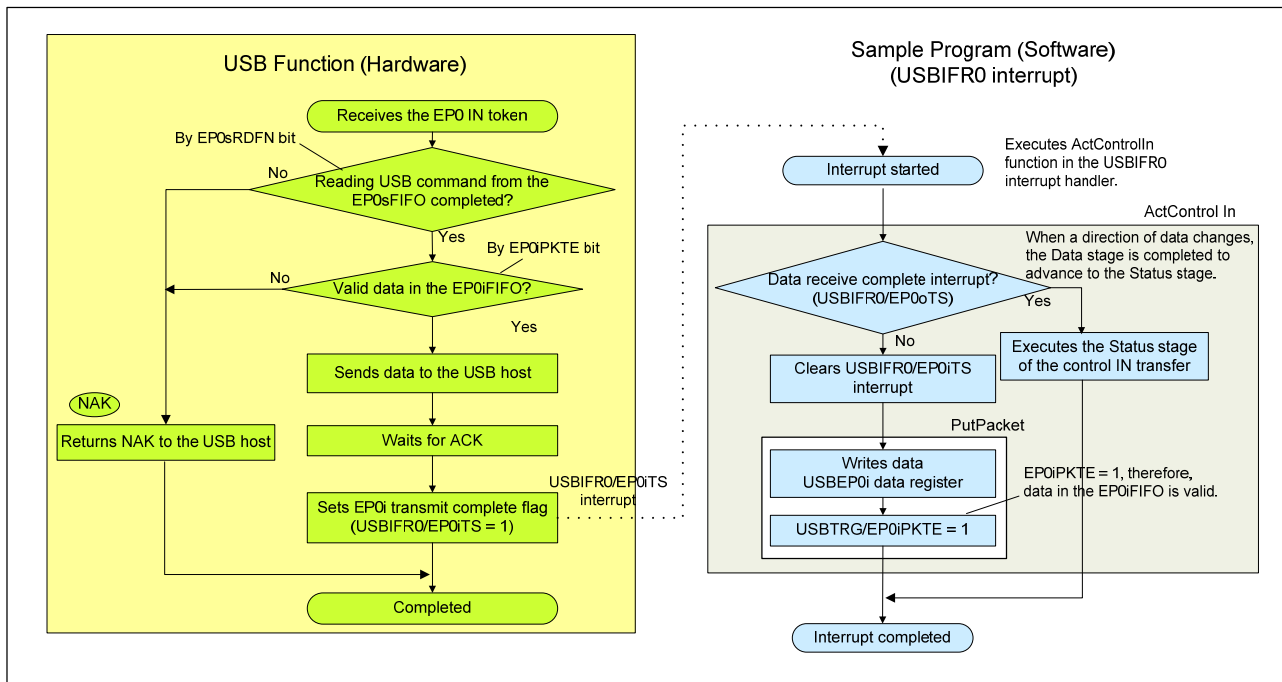 USB Function (Hardware)
Receives the EP0 IN token
By EP0sRDFN bit
No
Reading USB command from the
EP0sFIFO completed?
Yes
By EP0iPKTE bit
No
Valid data in the EP0iFIFO?
Yes
Sends data to the USB host
NAK
Returns NAK to the USB host
Waits for ACK
Sets EP0i transmit complete flag
(USBIFR0/EP0iTS = 1)
USBIFR0/EP0iTS
interrupt
Completed
Sample Program (Software)
(USBIFR0 interrupt)
Interrupt started
Executes ActControlIn
function in the USBIFR0
interrupt handler.
ActControl In
When a direction of data changes,
the Data stage is completed to
advance to the Status stage.
Data receive complete interrupt?
(USBIFR0/EP0oTS)
Yes
No
Executes the Status stage
of the control IN transfer
Clears USBIFR0/EP0iTS
interrupt
PutPacket
Writes data
USBEP0i data register
EP0iPKTE = 1, therefore,
data in the EP0iFIFO is valid.
USBTRG/EP0iPKTE = 1
Interrupt completed